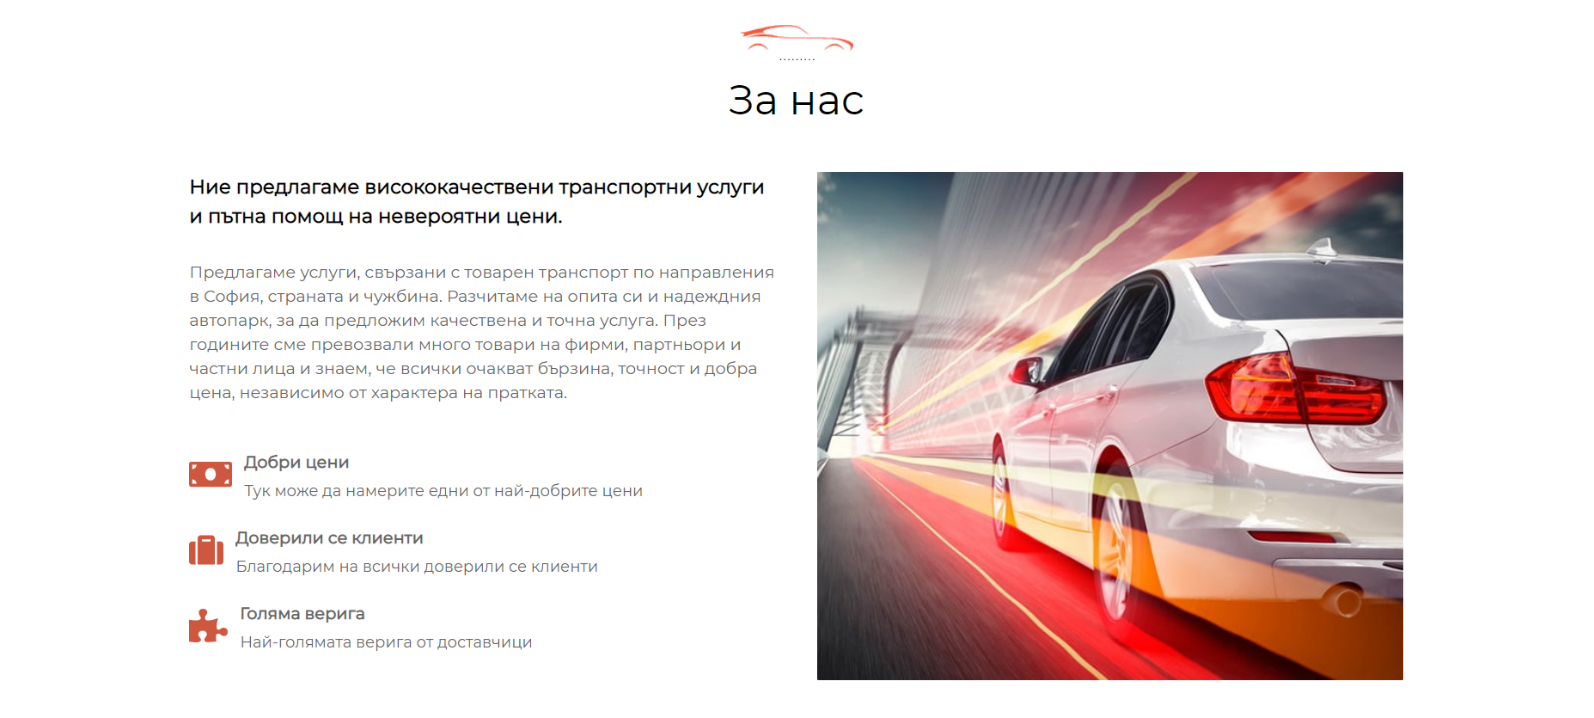 За нас
Ние предлагаме висококачествени транспортни услуги
и пътна помощ на невероятни цени.
Предлагаме услуги, свързани с товарен транспорт по направления
в София, страната и чужбина. Разчитаме на опита си и надеждния
автопарк, за да предложим качествена и точна услуга. През
годините сме превозвали много товари на фирми, партньори и
частни лица и знаем, че всички очакват бързина, точност и добра
цена, независимо от характера на пратката.
Добри цени
Тук може да намерите едни от най-добрите цени
Доверили се клиенти
Благодарим на всички доверили се клиенти
Голяма верига
Най-голямата верига от доставчици